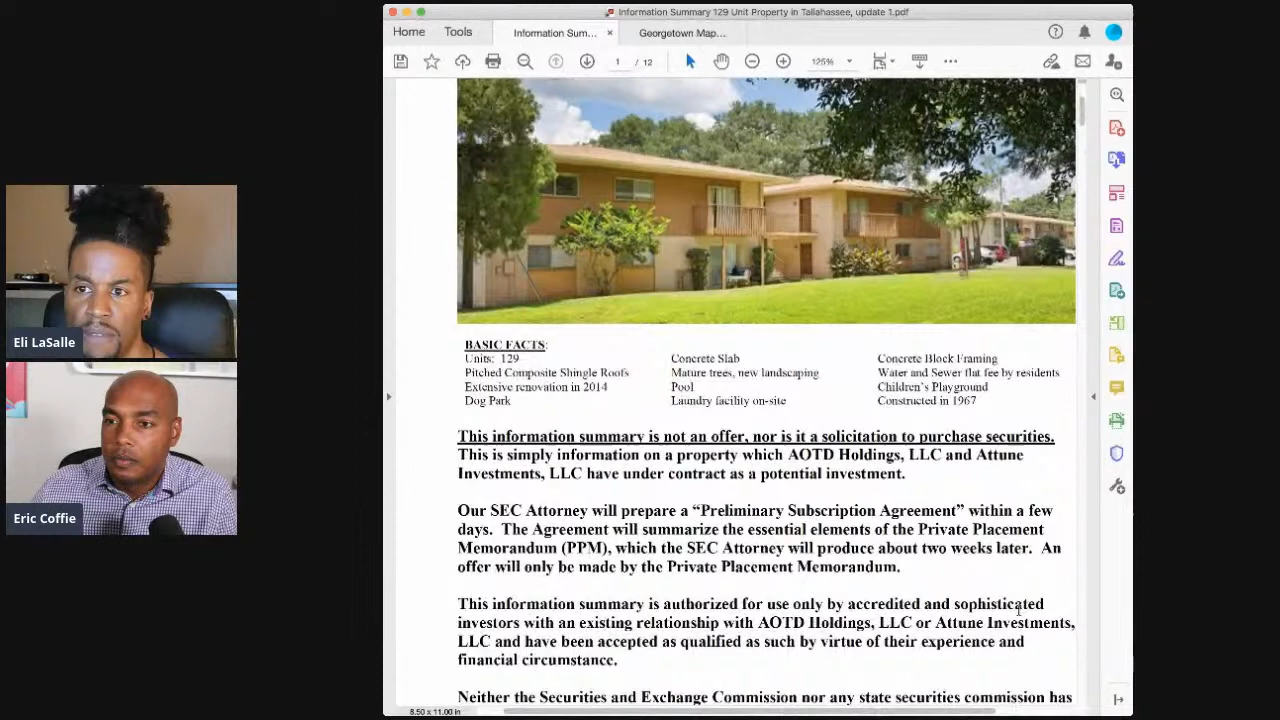 Information Summary 129 Unit Property in Tallahassee, update 1.pdf
Home Tools Information Sum... × Georgetown Map...
1 / 12 125%
BASIC FACTS:
Units: 129 Concrete Slab Concrete Block Framing
Pitched Composite Shingle Roofs Mature trees, new landscaping Water and Sewer flat fee by residents
Extensive renovation in 2014 Pool Children's Playground
Dog Park Laundry facility on-site Constructed in 1967
This information summary is not an offer, nor is it a solicitation to purchase securities.
This is simply information on a property which AOTD Holdings, LLC and Attune
Investments, LLC have under contract as a potential investment.
Our SEC Attorney will prepare a “Preliminary Subscription Agreement” within a few
days. The Agreement will summarize the essential elements of the Private Placement
Memorandum (PPM), which the SEC Attorney will produce about two weeks later. An
offer will only be made by the Private Placement Memorandum.
This information summary is authorized for use only by accredited and sophisticated
investors with an existing relationship with AOTD Holdings, LLC or Attune Investments,
LLC and have been accepted as qualified as such by virtue of their experience and
financial circumstance.
Neither the Securities and Exchange Commission nor any state securities commission has
8.50 x 11.00 in
Eli LaSalle
Eric Coffie